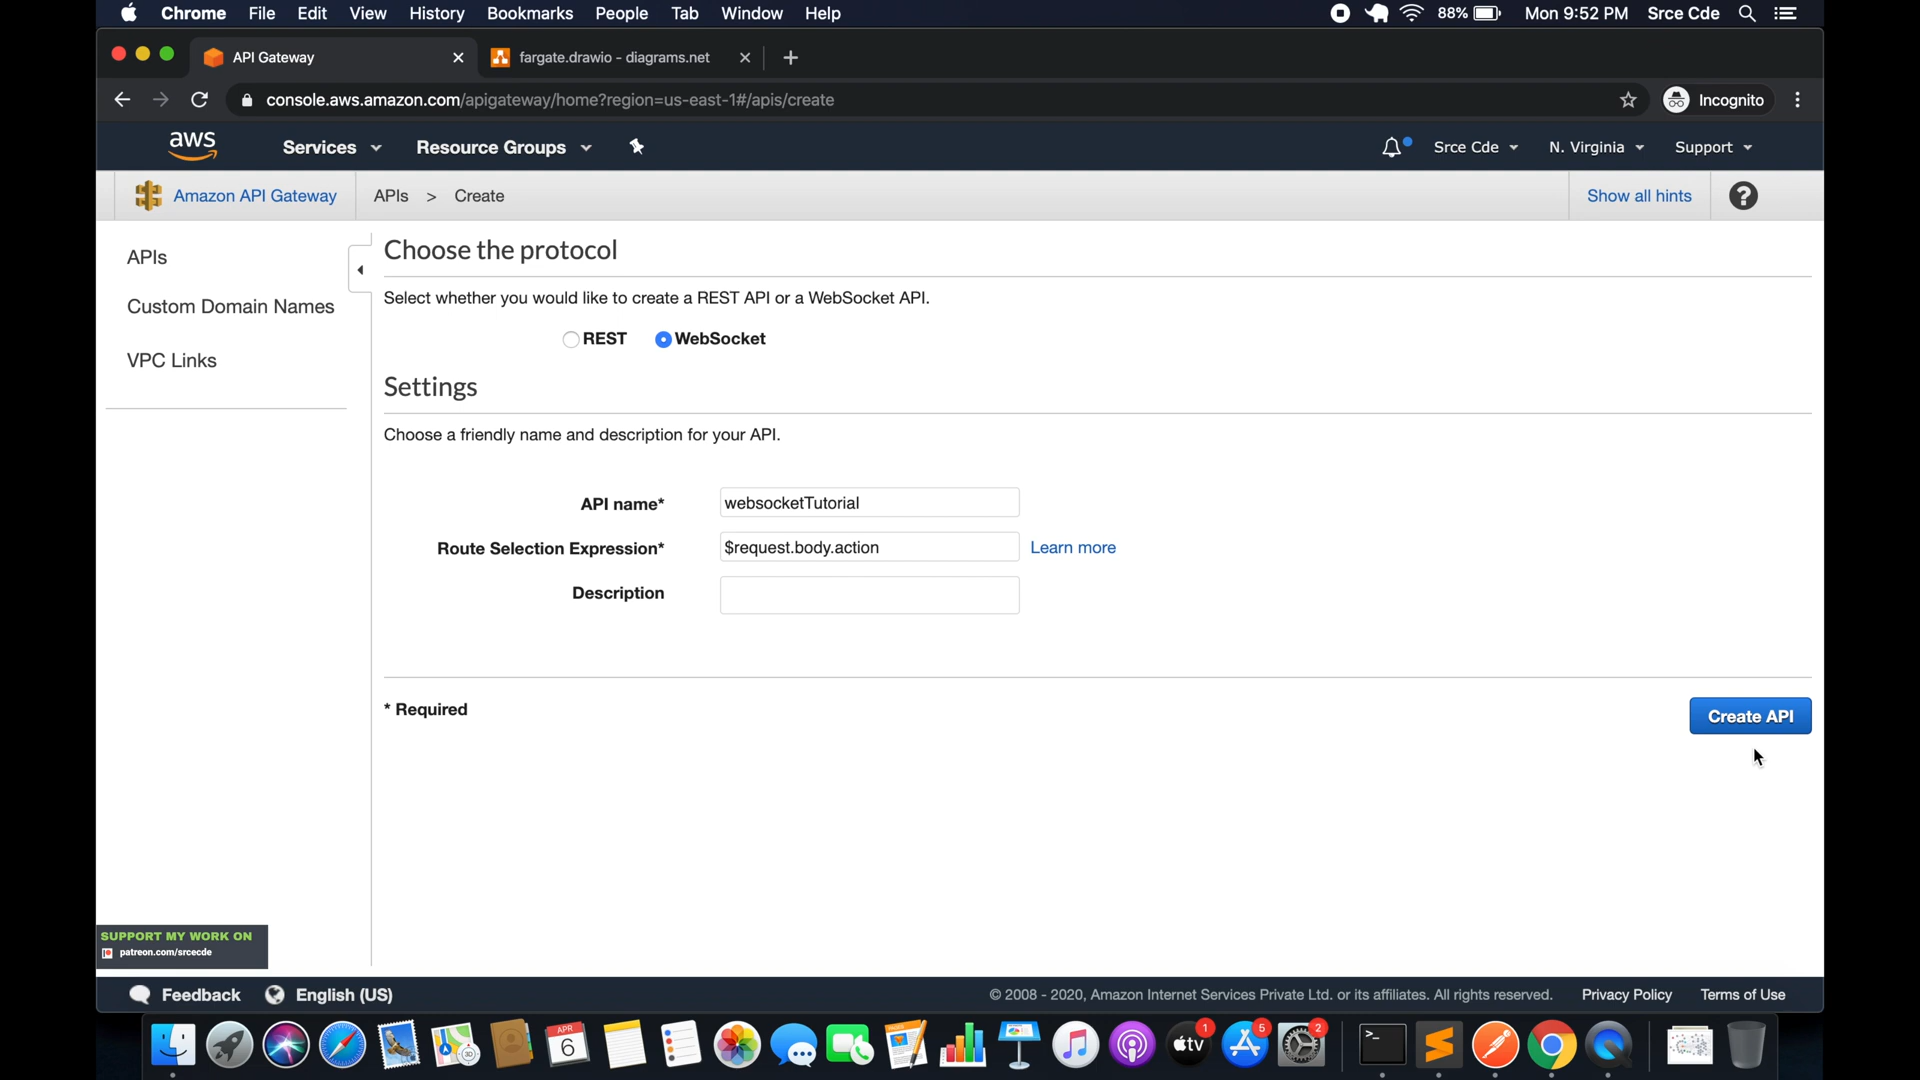 Chrome File Edit View History Bookmarks People Tab Window Help 88% Mon 9:52 PM Srce Cde
API Gateway fargate.drawio - diagrams.net
console.aws.amazon.com/apigateway/home?region=us-east-1#/apis/create Incognito
aws Services Resource Groups Srce Cde N. Virginia Support
Amazon API Gateway APIs > Create Show all hints ?
APIs
Custom Domain Names
VPC Links
Choose the protocol
Select whether you would like to create a REST API or a WebSocket API.
REST WebSocket
Settings
Choose a friendly name and description for your API.
API name* websocketTutorial
Route Selection Expression* $request.body.action Learn more
Description
* Required
Create API
SUPPORT MY WORK ON
patreon.com/srcecde
Feedback English (US) © 2008 - 2020, Amazon Internet Services Private Ltd. or its affiliates. All rights reserved. Privacy Policy Terms of Use
APR
6
tv
1
5
2